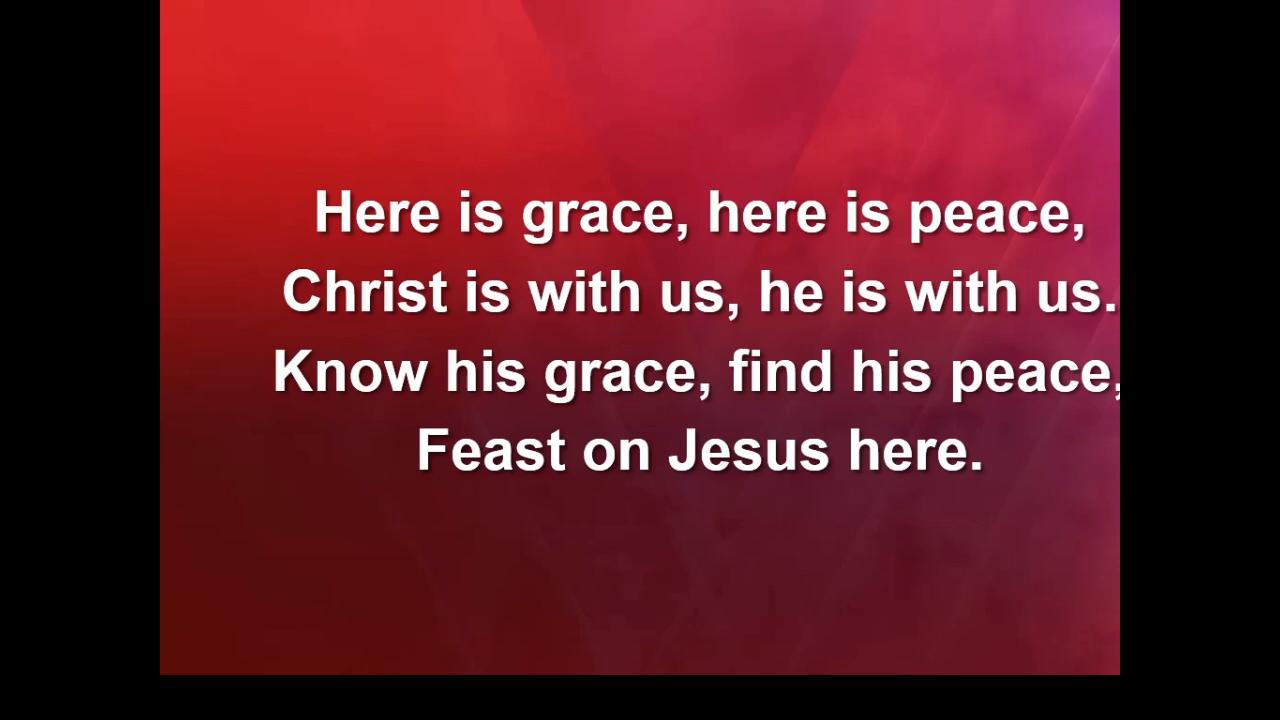 Here is grace, here is peace,
Christ is with us, he is with us.
Know his grace, find his peace,
Feast on Jesus here.